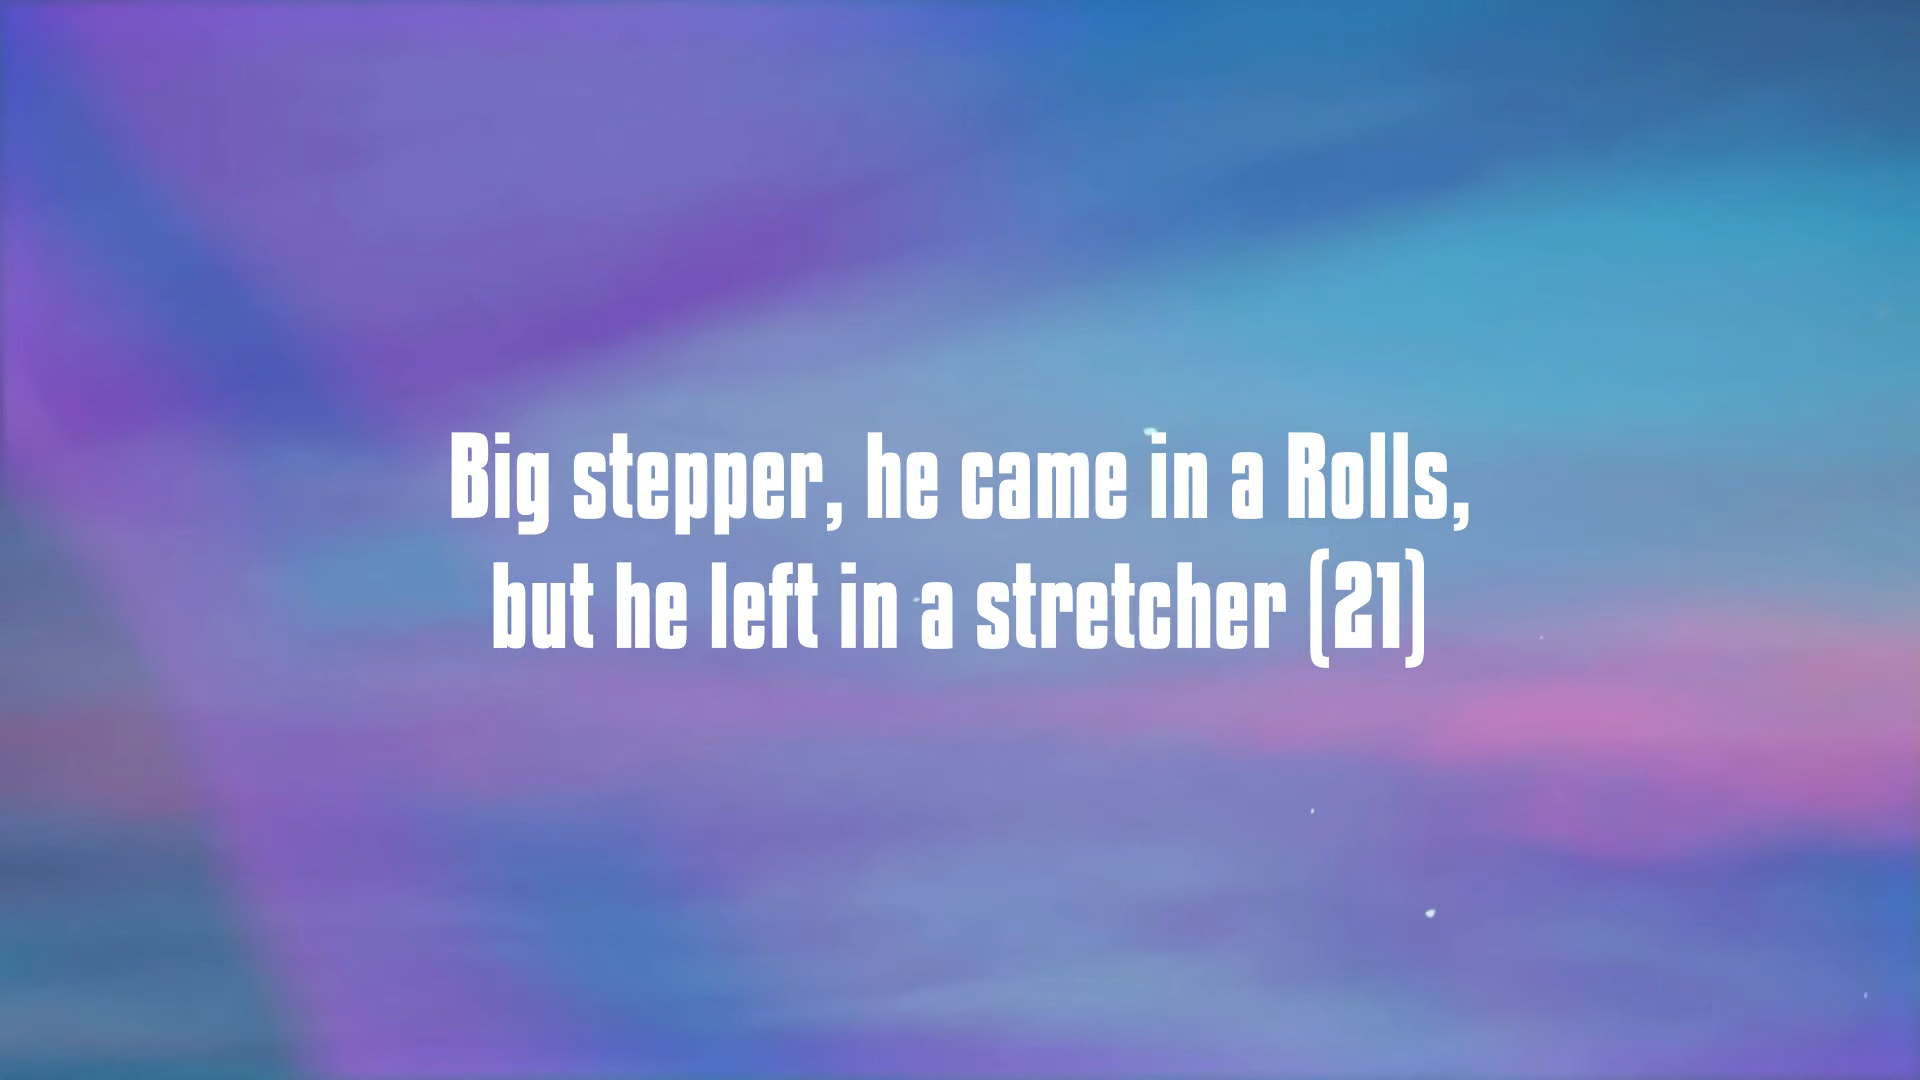 Big stepper, he came in a Rolls,
but he left in a stretcher (21)